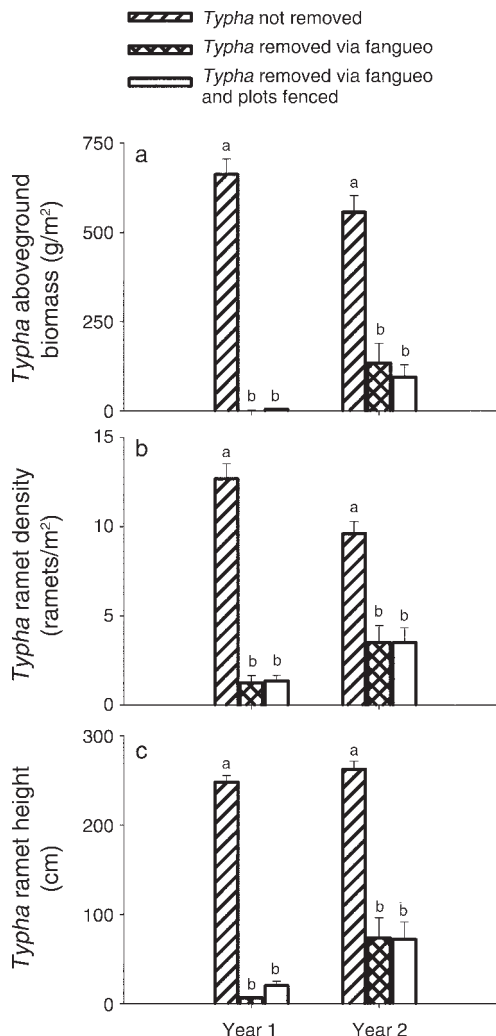 Typha not removed
Typha removed via fangueo
Typha removed via fangueo
and plots fenced
a
Typha aboveground
biomass (g/m²)
750
500
250
0
a
b
b
a
b
b
b
Typha ramet density
(ramets/m²)
15
10
5
0
a
b
b
a
b
b
c
Typha ramet height
(cm)
300
200
100
0
a
b
b
a
b
b
Year 1
Year 2